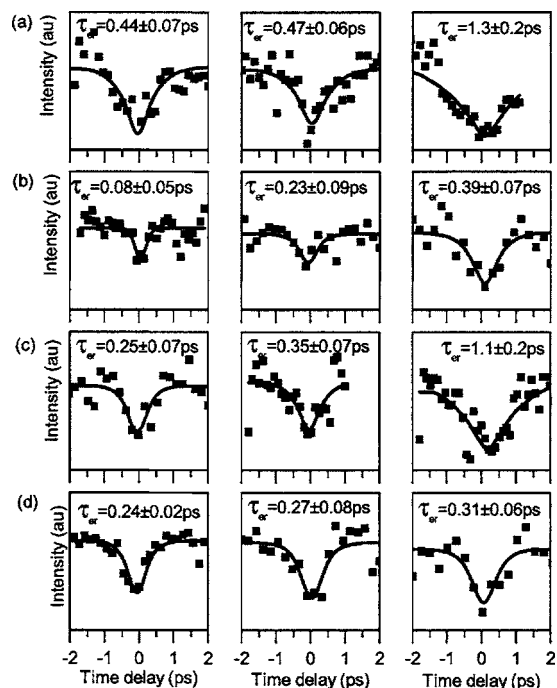 (a)
Intensity (au)
τer=0.44±0.07ps
τer=0.47±0.06ps
τer=1.3±0.2ps
(b)
Intensity (au)
τer=0.08±0.05ps
τer=0.23±0.09ps
τer=0.39±0.07ps
(c)
Intensity (au)
τer=0.25±0.07ps
τer=0.35±0.07ps
τer=1.1±0.2ps
(d)
Intensity (au)
τer=0.24±0.02ps
τer=0.27±0.08ps
τer=0.31±0.06ps
-2 -1 0 1 2
-2 -1 0 1 2
-2 -1 0 1 2
Time delay (ps)
Time delay (ps)
Time delay (ps)